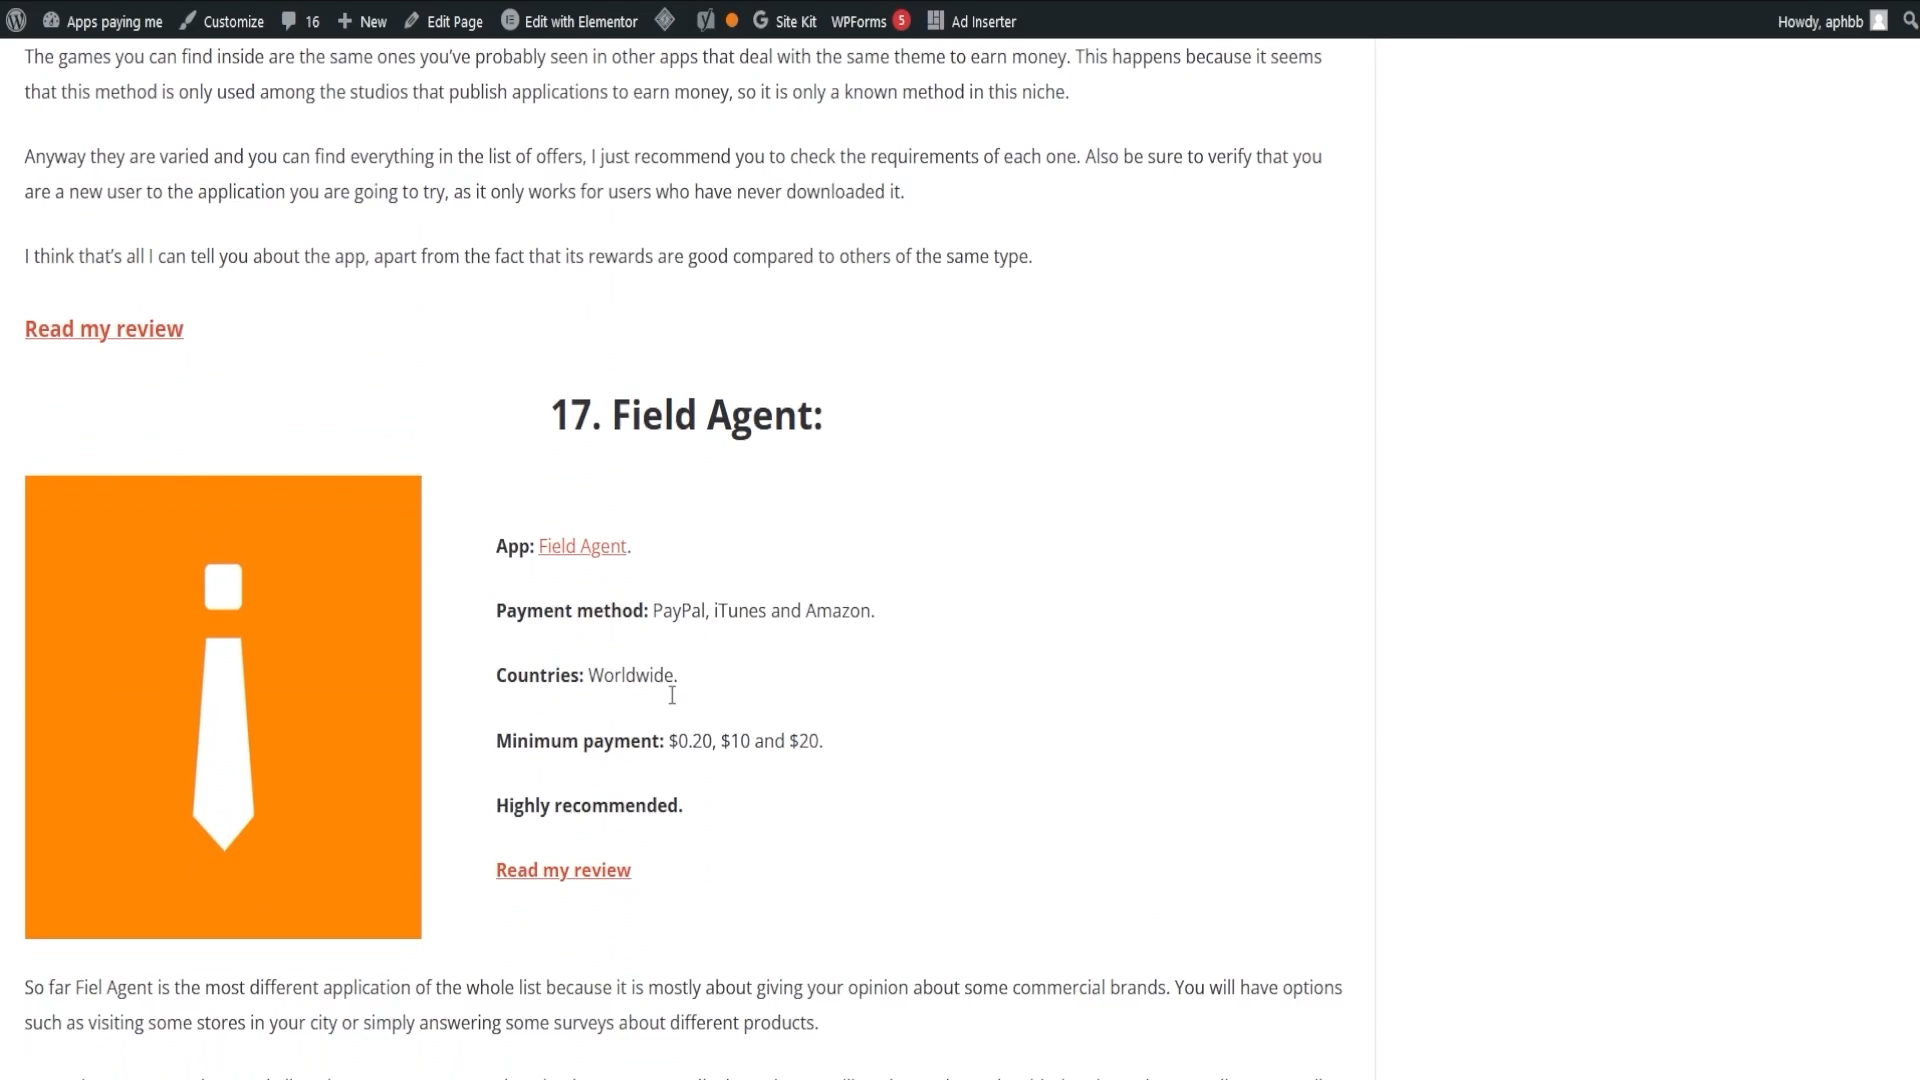 Apps paying me Customize 16 New Edit Page Edit with Elementor Site Kit WPForms 5 Ad Inserter Howdy, aphbb
The games you can find inside are the same ones you’ve probably seen in other apps that deal with the same theme to earn money. This happens because it seems
that this method is only used among the studios that publish applications to earn money, so it is only a known method in this niche.
Anyway they are varied and you can find everything in the list of offers, I just recommend you to check the requirements of each one. Also be sure to verify that you
are a new user to the application you are going to try, as it only works for users who have never downloaded it.
I think that’s all I can tell you about the app, apart from the fact that its rewards are good compared to others of the same type.
Read my review
17. Field Agent:
App: Field Agent.
Payment method: PayPal, iTunes and Amazon.
Countries: Worldwide.
Minimum payment: $0.20, $10 and $20.
Highly recommended.
Read my review
So far Fiel Agent is the most different application of the whole list because it is mostly about giving your opinion about some commercial brands. You will have options
such as visiting some stores in your city or simply answering some surveys about different products.